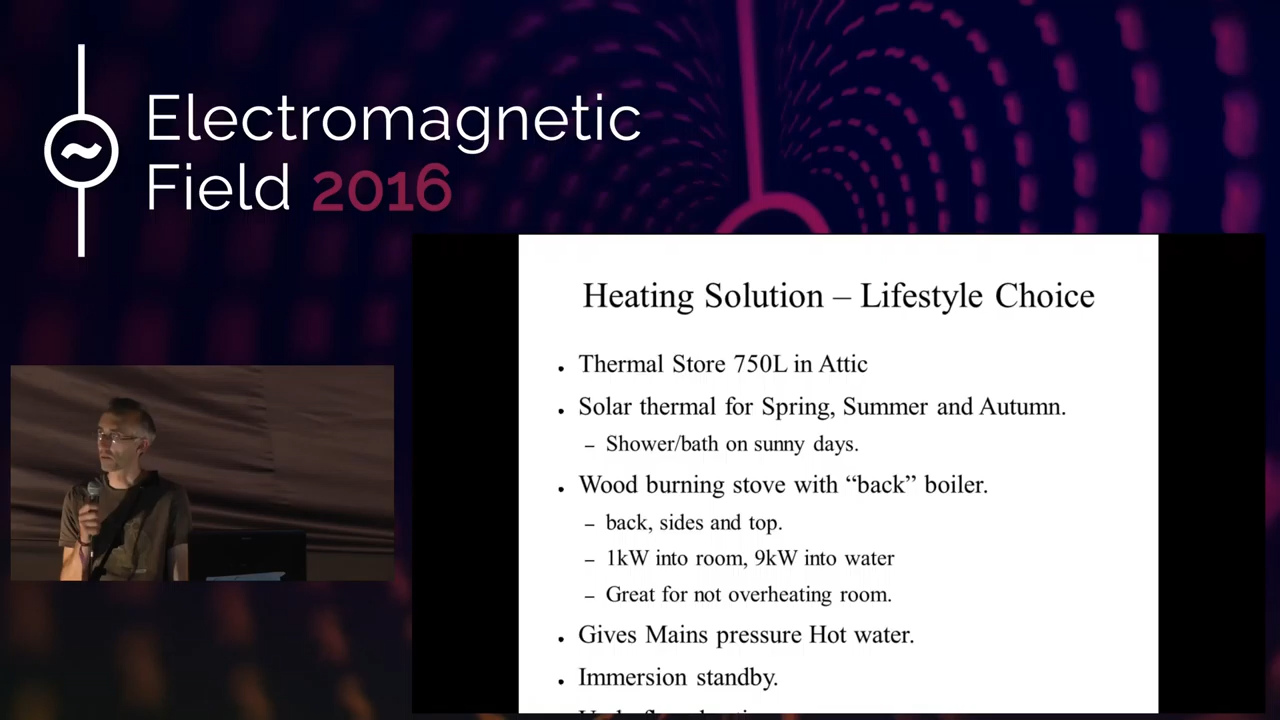 Electromagnetic
Field 2016
Heating Solution – Lifestyle Choice
• Thermal Store 750L in Attic
• Solar thermal for Spring, Summer and Autumn.
– Shower/bath on sunny days.
• Wood burning stove with “back” boiler.
– back, sides and top.
– 1kW into room, 9kW into water
– Great for not overheating room.
• Gives Mains pressure Hot water.
• Immersion standby.